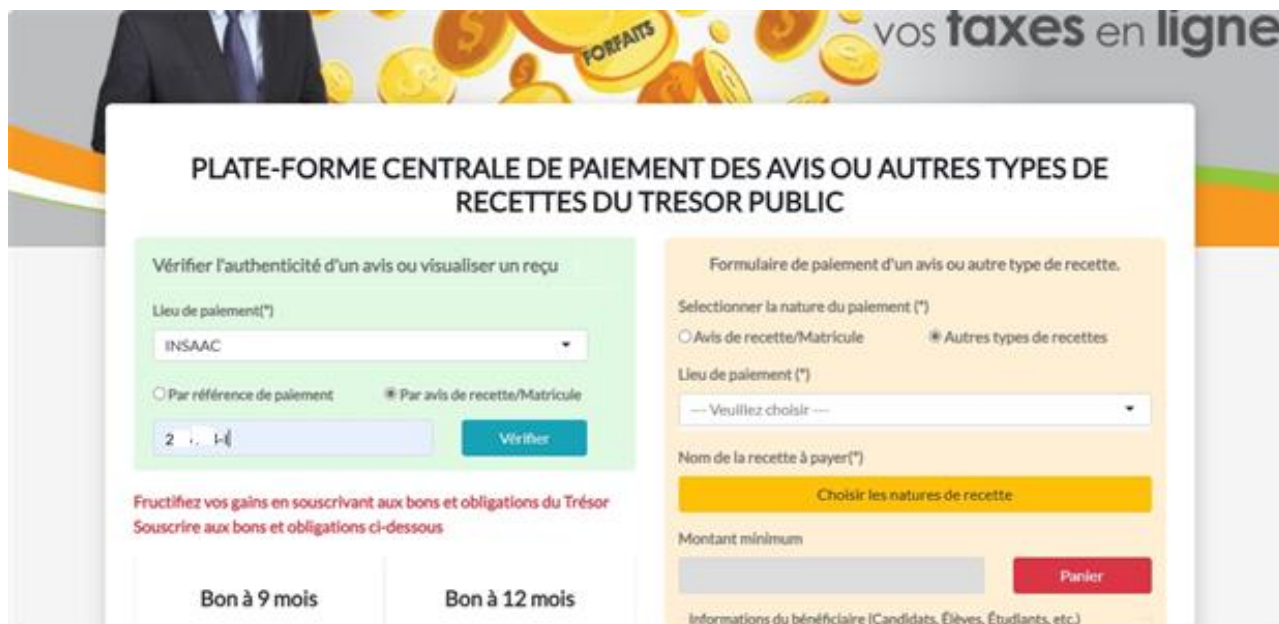 FORFAITS
vos taxes en ligne
PLATE-FORME CENTRALE DE PAIEMENT DES AVIS OU AUTRES TYPES DE
RECETTES DU TRESOR PUBLIC
Vérifier l'authenticité d'un avis ou visualiser un reçu
Lieu de paiement(*)
INSAAC
Par référence de paiement
Par avis de recette/Matricule
2
Vérifier
Fructifiez vos gains en souscrivant aux bons et obligations du Trésor
Souscrire aux bons et obligations ci-dessous
Bon à 9 mois
Bon à 12 mois
Formulaire de paiement d'un avis ou autre type de recette.
Selectionner la nature du paiement (*)
Avis de recette/Matricule
Autres types de recettes
Lieu de paiement (*)
--- Veuillez choisir ---
Nom de la recette à payer(*)
Choisir les natures de recette
Montant minimum
Panier
Informations du bénéficiaire (Candidats, Élèves, Étudiants, etc.)